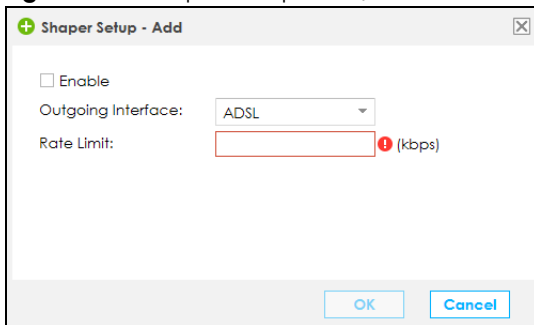 Shaper Setup - Add
Enable
Outgoing Interface: ADSL
Rate Limit: (kbps)
OK Cancel